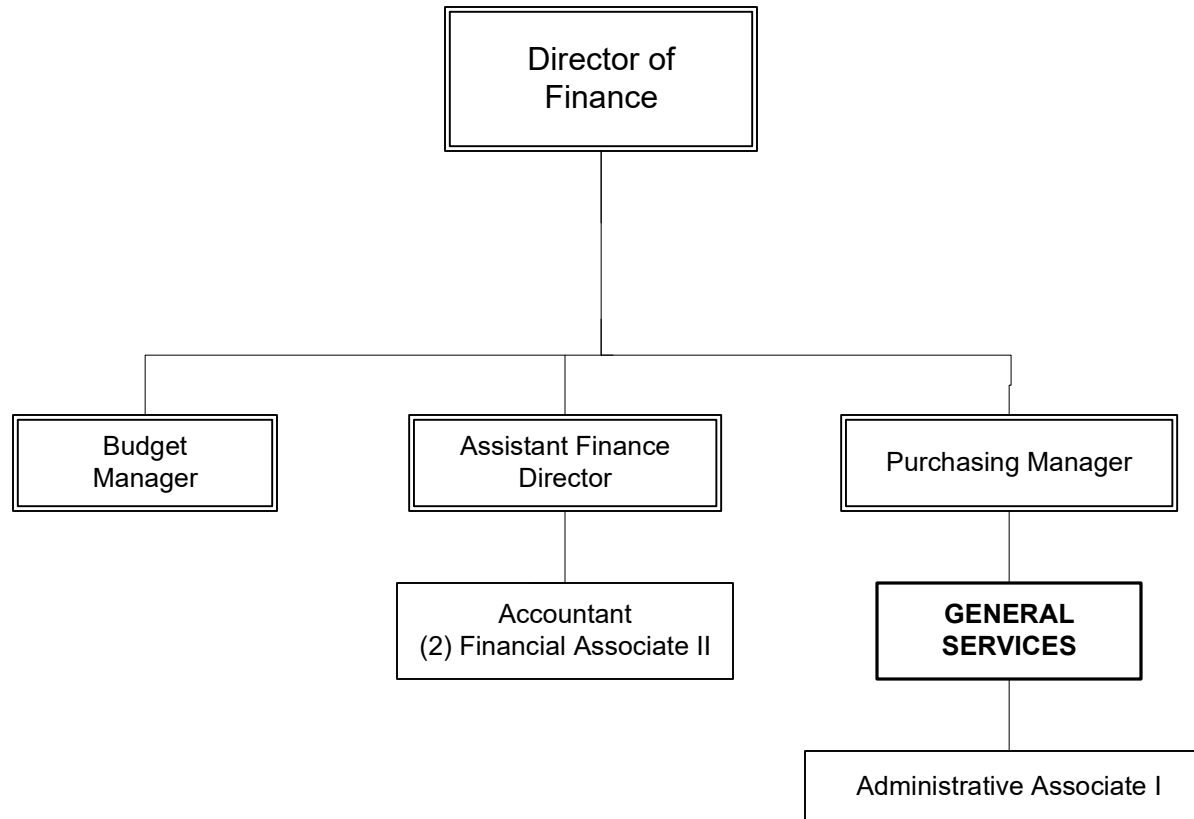 Director of
Finance
Budget
Manager
Assistant Finance
Director
Purchasing Manager
Accountant
(2) Financial Associate II
GENERAL
SERVICES
Administrative Associate I